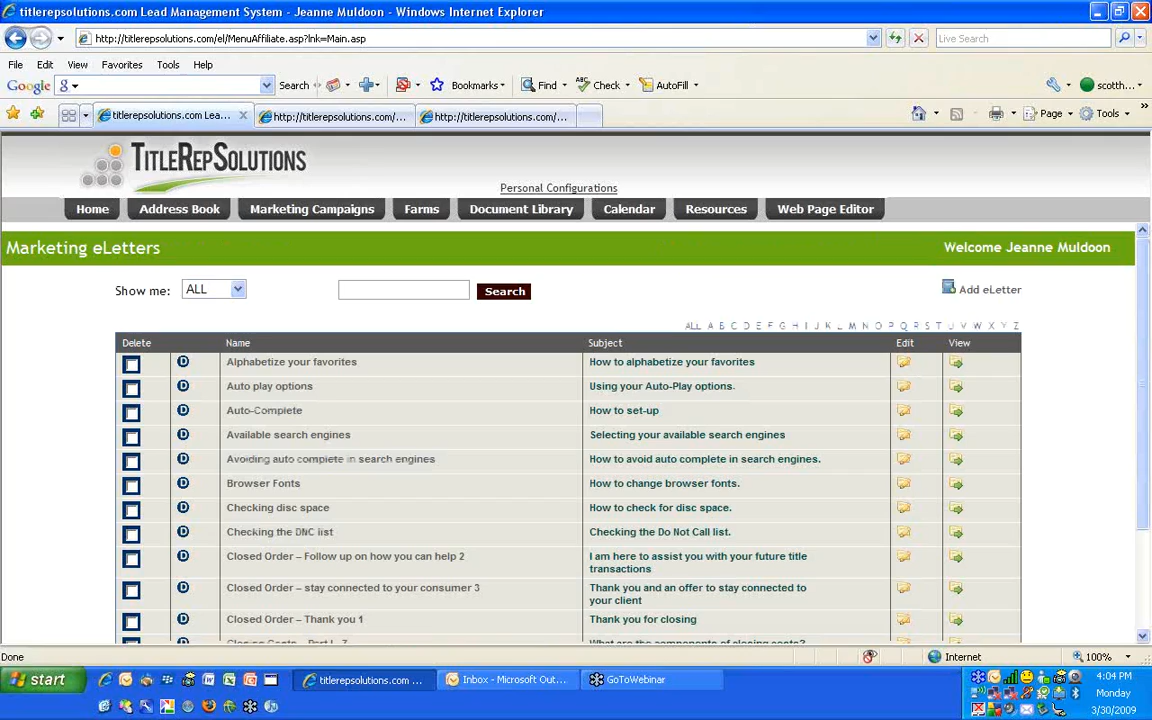 titlerepsolutions.com Lead Management System - Jeanne Muldoon - Windows Internet Explorer
http://titlerepsolutions.com/el/MenuAffiliate.asp?lnk=Main.asp
Live Search
File Edit View Favorites Tools Help
Google Search Bookmarks Find Check AutoFill scotth...
titlerepsolutions.com Lea... http://titlerepsolutions.com/... http://titlerepsolutions.com/... Page Tools
TITLEREPSOLUTIONS
Personal Configurations
Home Address Book Marketing Campaigns Farms Document Library Calendar Resources Web Page Editor
Marketing eLetters Welcome Jeanne Muldoon
Show me: ALL Search Add eLetter
ALL A B C D E F G H I J K L M N O P Q R S T U V W X Y Z
Delete Name Subject Edit View
D Alphabetize your favorites How to alphabetize your favorites
D Auto play options Using your Auto-Play options.
D Auto-Complete How to set-up
D Available search engines Selecting your available search engines
D Avoiding auto complete in search engines How to avoid auto complete in search engines.
D Browser Fonts How to change browser fonts.
D Checking disc space How to check for disc space.
D Checking the DNC list Checking the Do Not Call list.
D Closed Order – Follow up on how you can help 2 I am here to assist you with your future title
transactions
D Closed Order – stay connected to your consumer 3 Thank you and an offer to stay connected to
your client
D Closed Order – Thank you 1 Thank you for closing
What are the components of closing costs?
Done Internet 100%
start titlerepsolutions.com ... Inbox - Microsoft Out... GoToWebinar 4:04 PM
Monday
3/30/2009